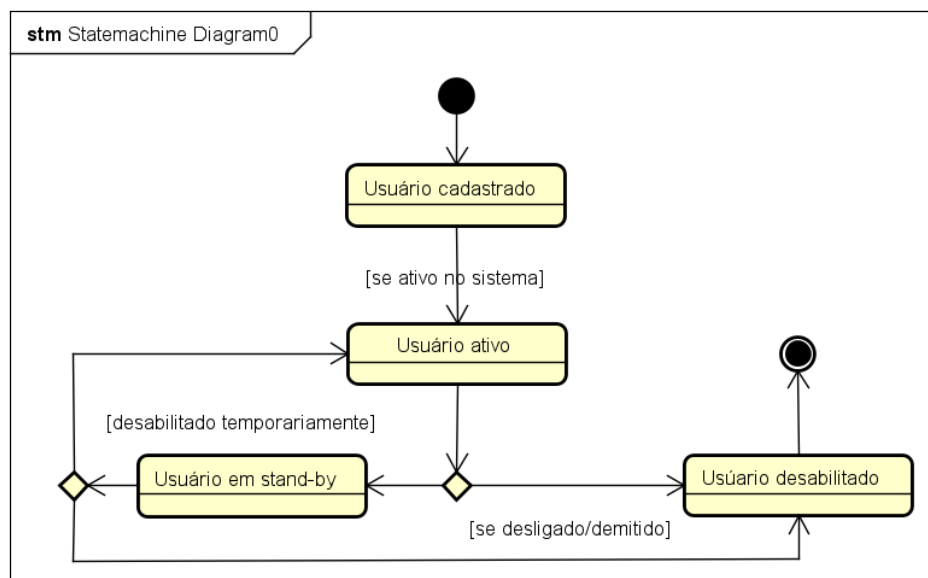 stm Statemachine Diagram0
Usuário cadastrado
[se ativo no sistema]
Usuário ativo
[desabilitado temporariamente]
Usuário em stand-by
Usúario desabilitado
[se desligado/demitido]